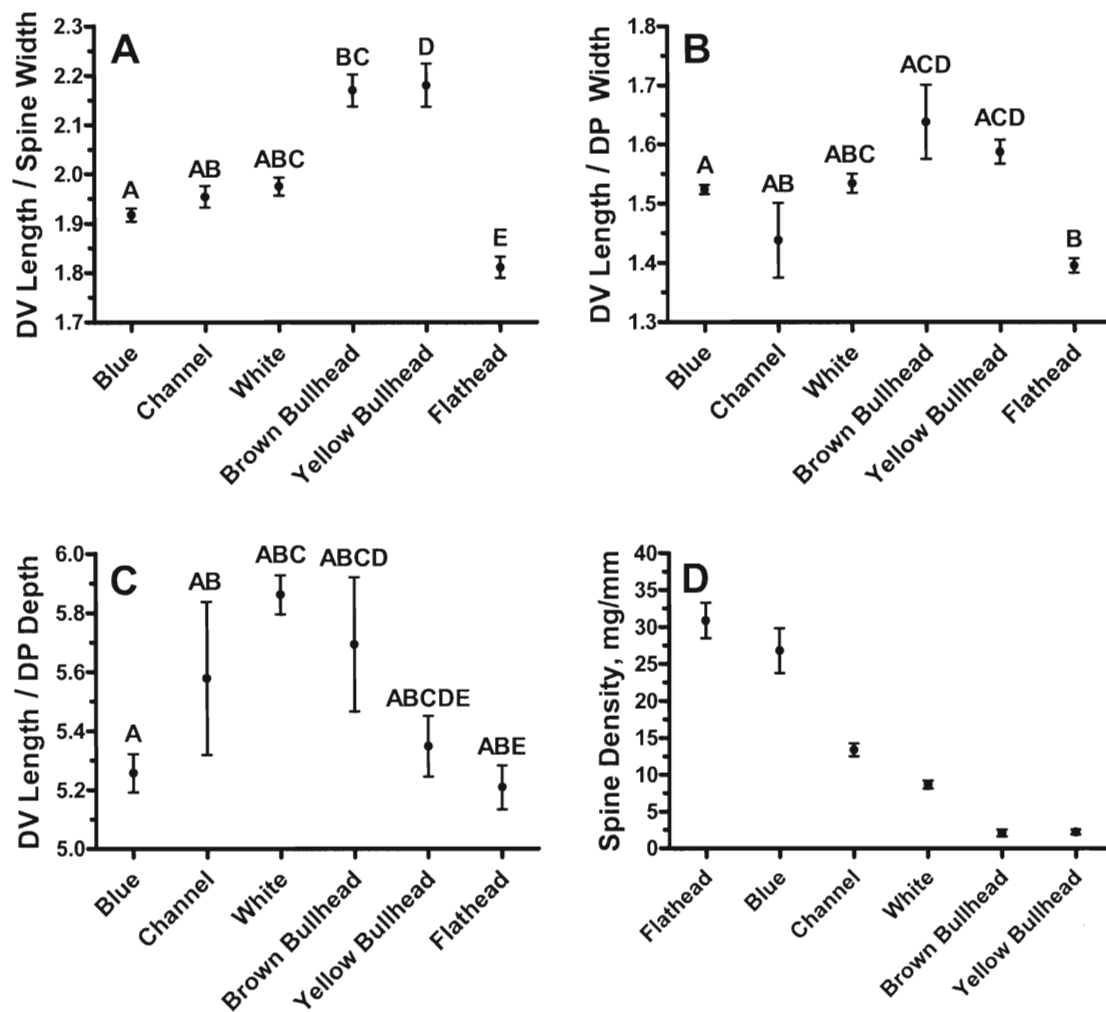 A
DV Length / Spine Width
2.3
2.2
2.1
2.0
1.9
1.8
1.7
A
AB
ABC
BC
D
E
Blue
Channel
White
Brown Bullhead
Yellow Bullhead
Flathead
B
DV Length / DP Width
1.8
1.7
1.6
1.5
1.4
1.3
A
AB
ABC
ACD
ACD
B
Blue
Channel
White
Brown Bullhead
Yellow Bullhead
Flathead
C
DV Length / DP Depth
6.0
5.8
5.6
5.4
5.2
5.0
A
AB
ABC
ABCD
ABCDE
ABE
Blue
Channel
White
Brown Bullhead
Yellow Bullhead
Flathead
D
Spine Density, mg/mm
40
35
30
25
20
15
10
5
0
Flathead
Blue
Channel
White
Brown Bullhead
Yellow Bullhead